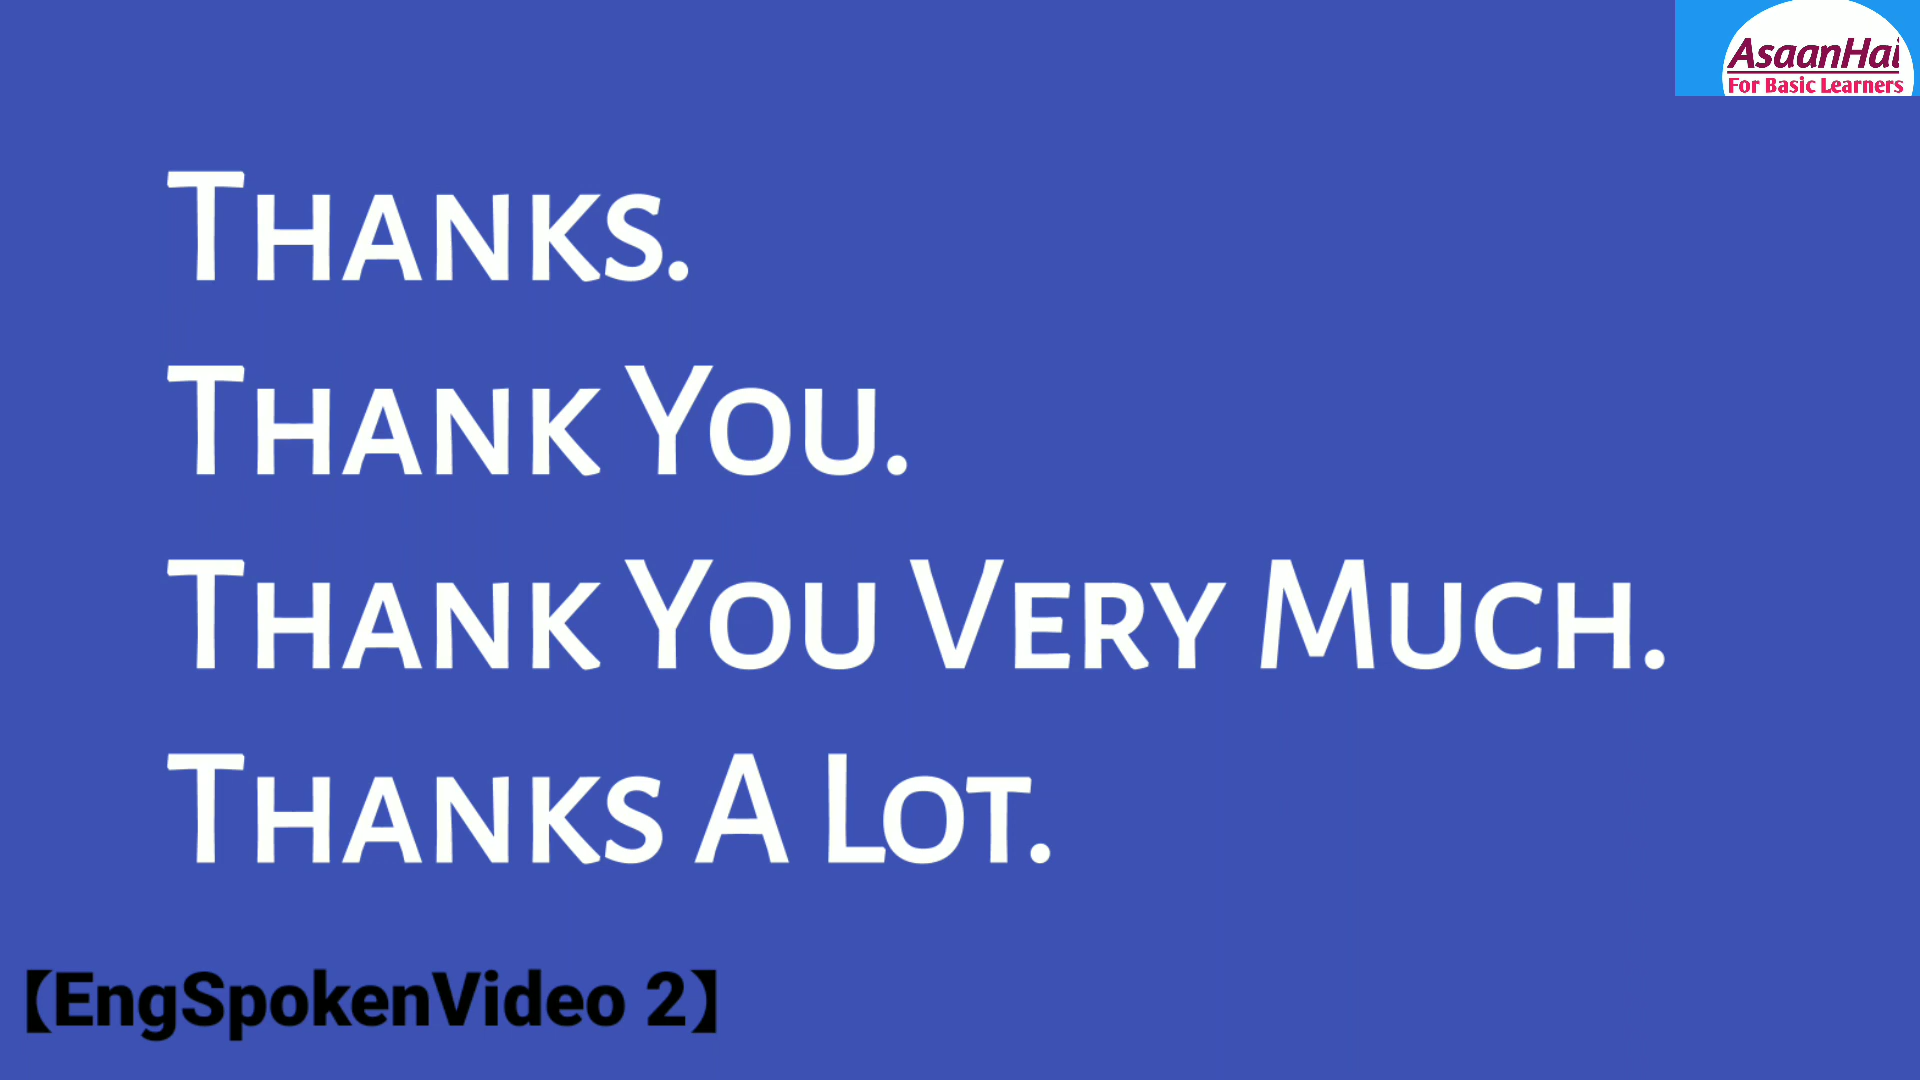 AsaanHai
For Basic Learners
Thanks.
Thank You.
Thank You Very Much.
Thanks A Lot.
【EngSpokenVideo 2】